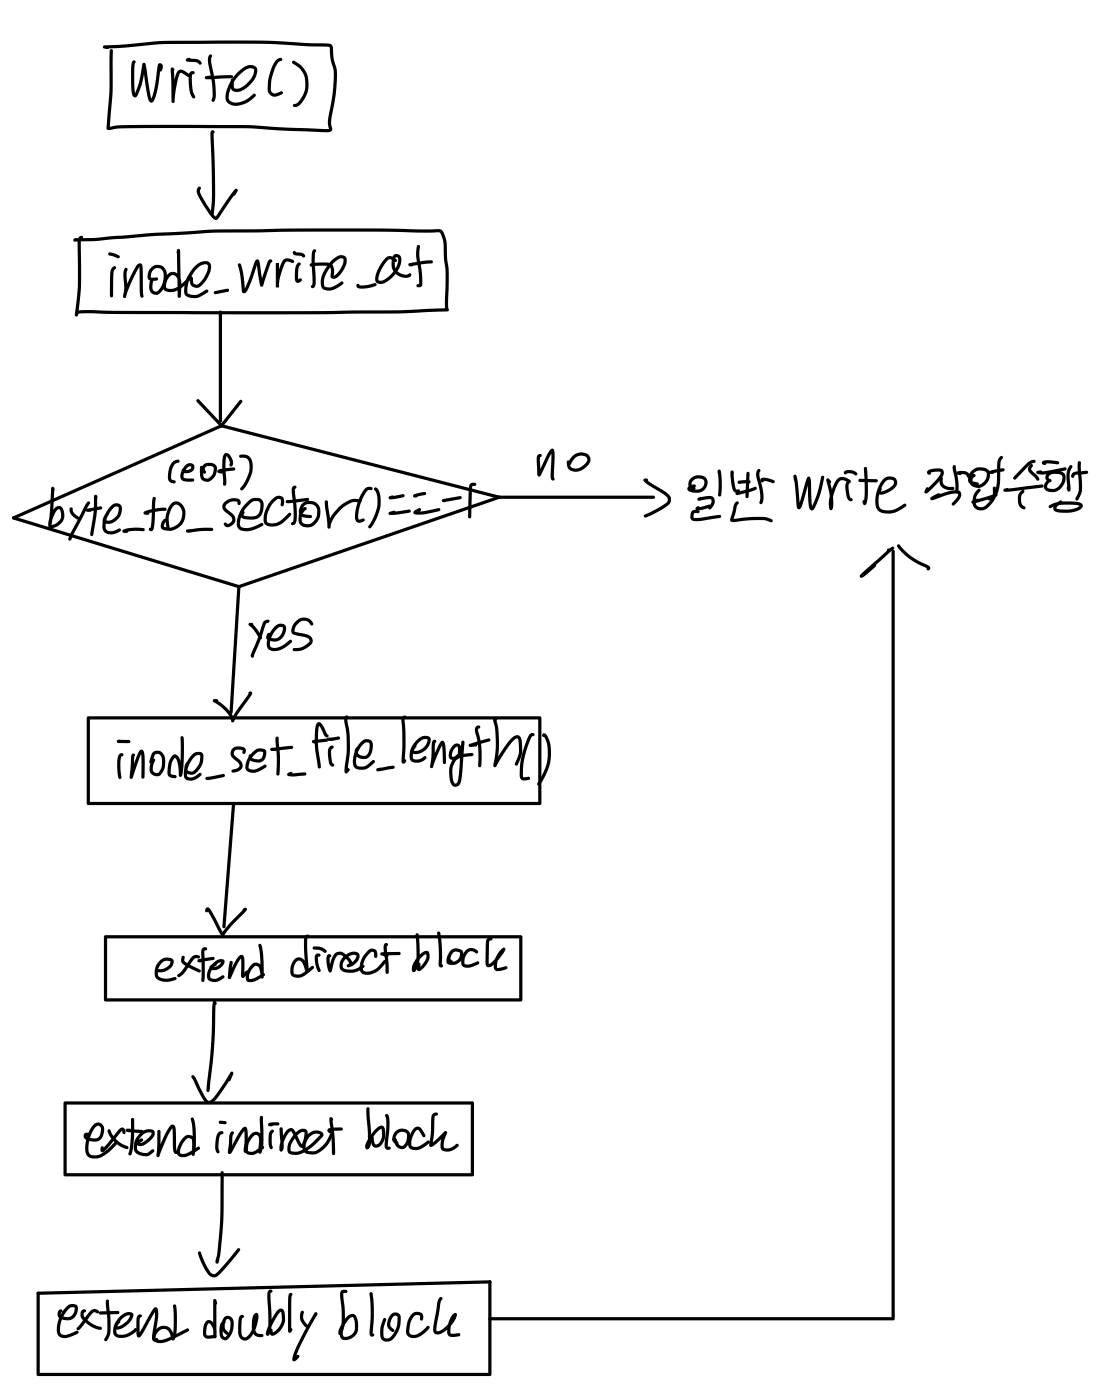 write()
inode_write_at
(eof)
byte_to_sector()==-1
no
일반 write 작업수행
yes
inode_set_file_length()
extend direct block
extend indirect block
extend doubly block